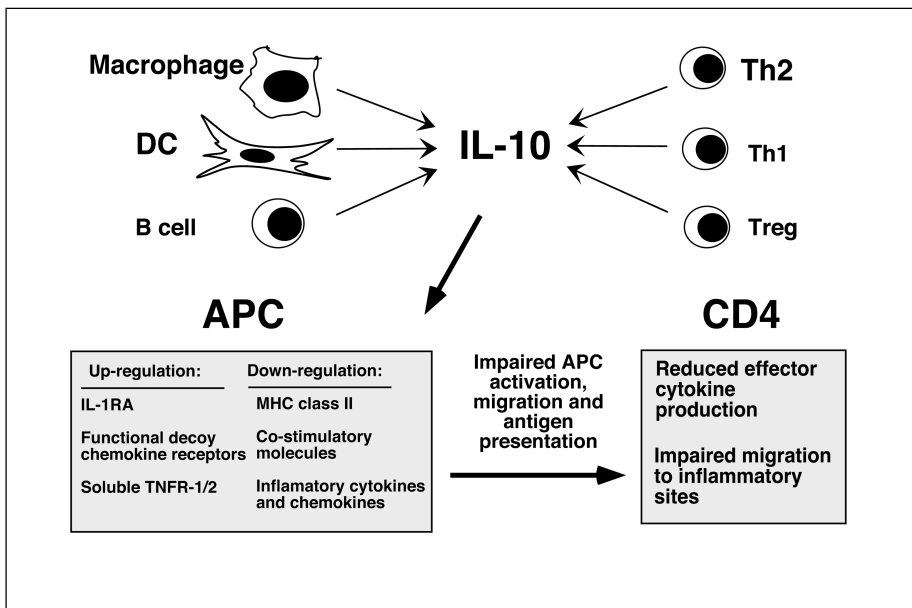 Macrophage
DC
B cell
IL-10
Th2
Th1
Treg
APC
Up-regulation:
IL-1RA
Functional decoy
chemokine receptors
Soluble TNFR-1/2
Down-regulation:
MHC class II
Co-stimulatory
molecules
Inflamatory cytokines
and chemokines
Impaired APC
activation,
migration and
antigen
presentation
CD4
Reduced effector
cytokine
production
Impaired migration
to inflammatory
sites